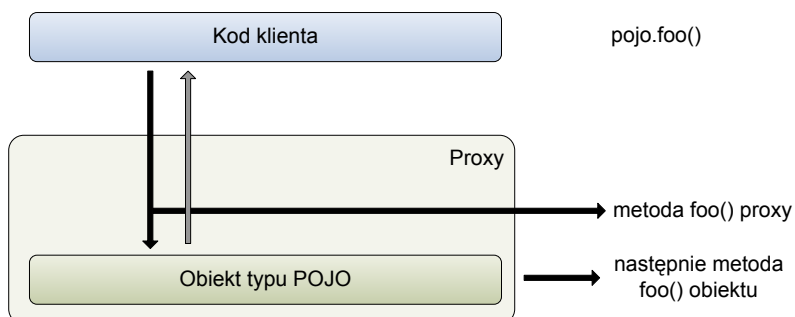 Kod klienta
pojo.foo()
Proxy
metoda foo() proxy
Obiekt typu POJO
następnie metoda
foo() obiektu